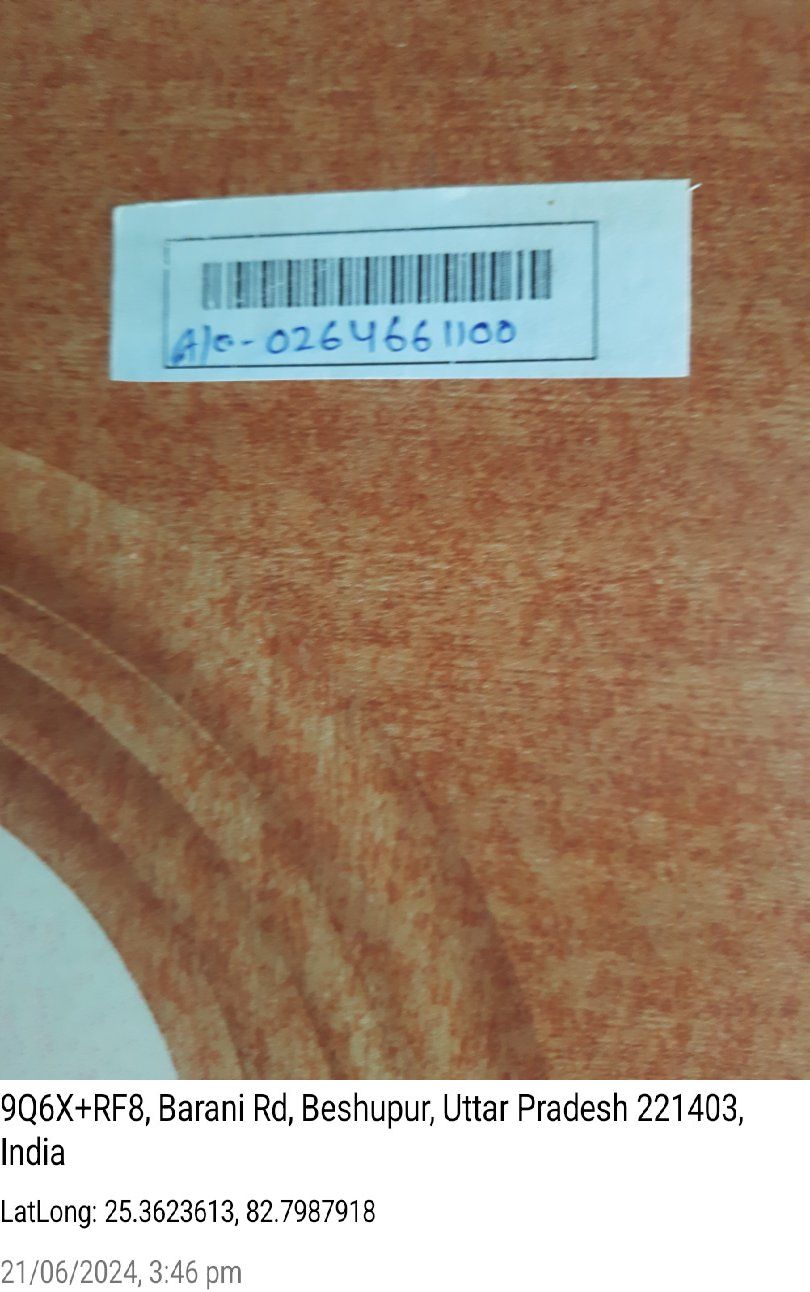 A/c-0264661100
9Q6X+RF8, Barani Rd, Beshupur, Uttar Pradesh 221403,
India
LatLong: 25.3623613, 82.7987918
21/06/2024, 3:46 pm